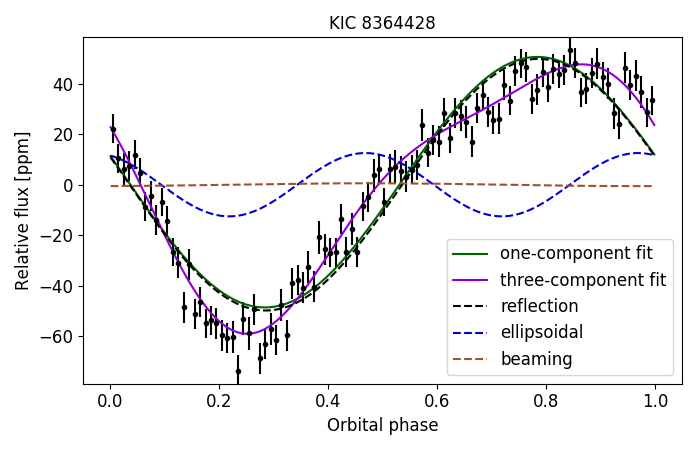 KIC 8364428
Relative flux [ppm]
40
20
0
−20
−40
−60
one-component fit
three-component fit
reflection
ellipsoidal
beaming
0.0 0.2 0.4 0.6 0.8 1.0
Orbital phase